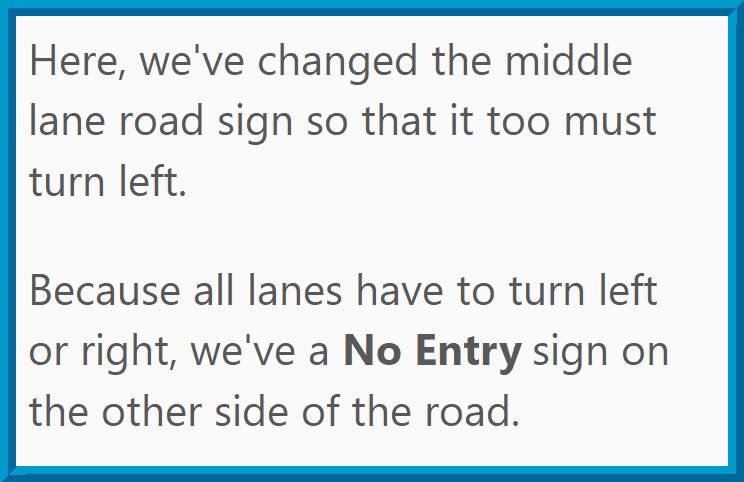 Here, we've changed the middle
lane road sign so that it too must
turn left.
Because all lanes have to turn left
or right, we've a No Entry sign on
the other side of the road.